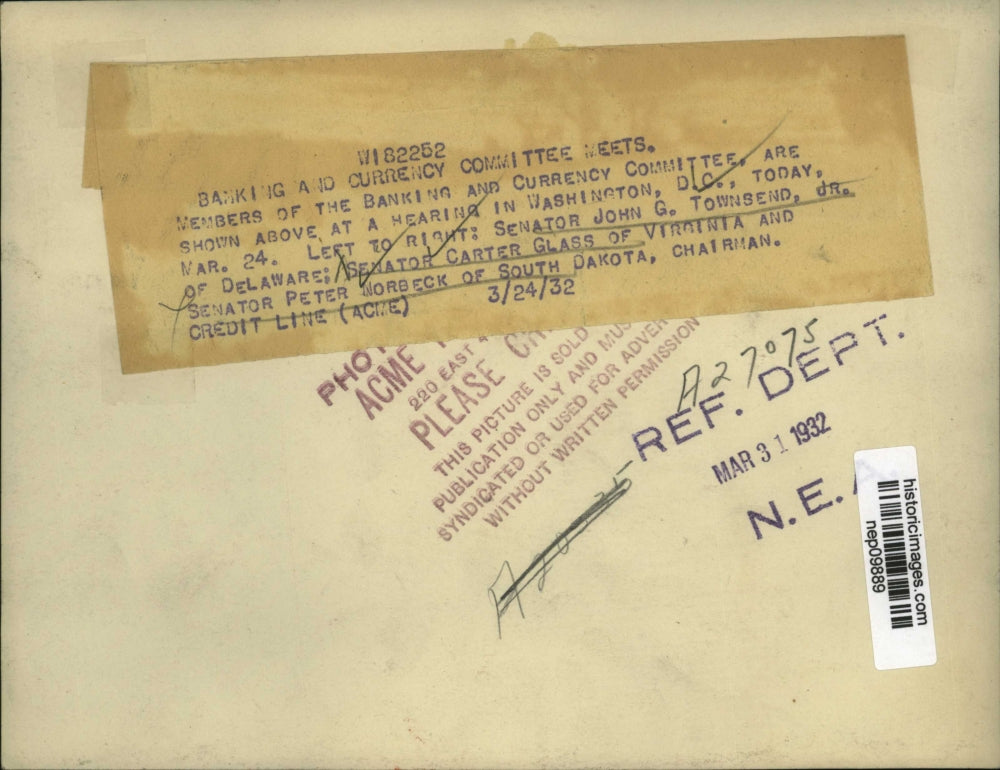 W182252
BANKING AND CURRENCY COMMITTEE MEETS.
MEMBERS OF THE BANKING AND CURRENCY COMMITTEE, ARE
SHOWN ABOVE AT A HEARING IN WASHINGTON, D.C., TODAY,
MAR. 24. LEFT TO RIGHT: SENATOR JOHN G. TOWNSEND, JR.
OF DELAWARE; SENATOR CARTER GLASS OF VIRGINIA AND
SENATOR PETER NORBECK OF SOUTH DAKOTA, CHAIRMAN.
CREDIT LINE (ACME) 3/24/32
ACME
220 EAST
PLEASE
THIS PICTURE IS SOLD
PUBLICATION ONLY AND
SYNDICATED OR USED FOR
WITHOUT WRITTEN PERMISSION
A27075
REF. DEPT.
MAR 31 1932
N.E.
historicimages.com
nep09889